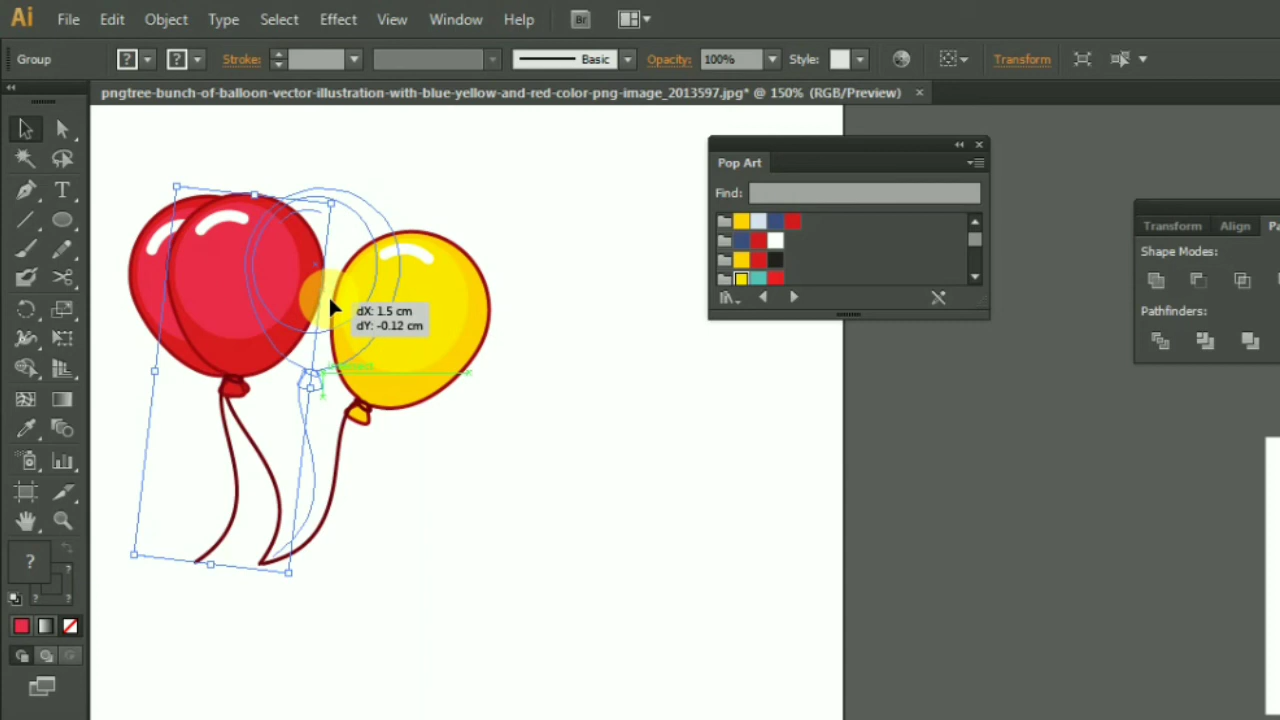 Ai File Edit Object Type Select Effect View Window Help Br
Group ? ? Stroke: Basic Opacity: 100% Style: Transform
pngtree-bunch-of-balloon-vector-illustration-with-blue-yellow-and-red-color-png-image_2013597.jpg* @ 150% (RGB/Preview)
Pop Art
Find:
Transform Align
Shape Modes:
Pathfinders:
dX: 1.5 cm
dY: -0.12 cm
T
?
?
? ?